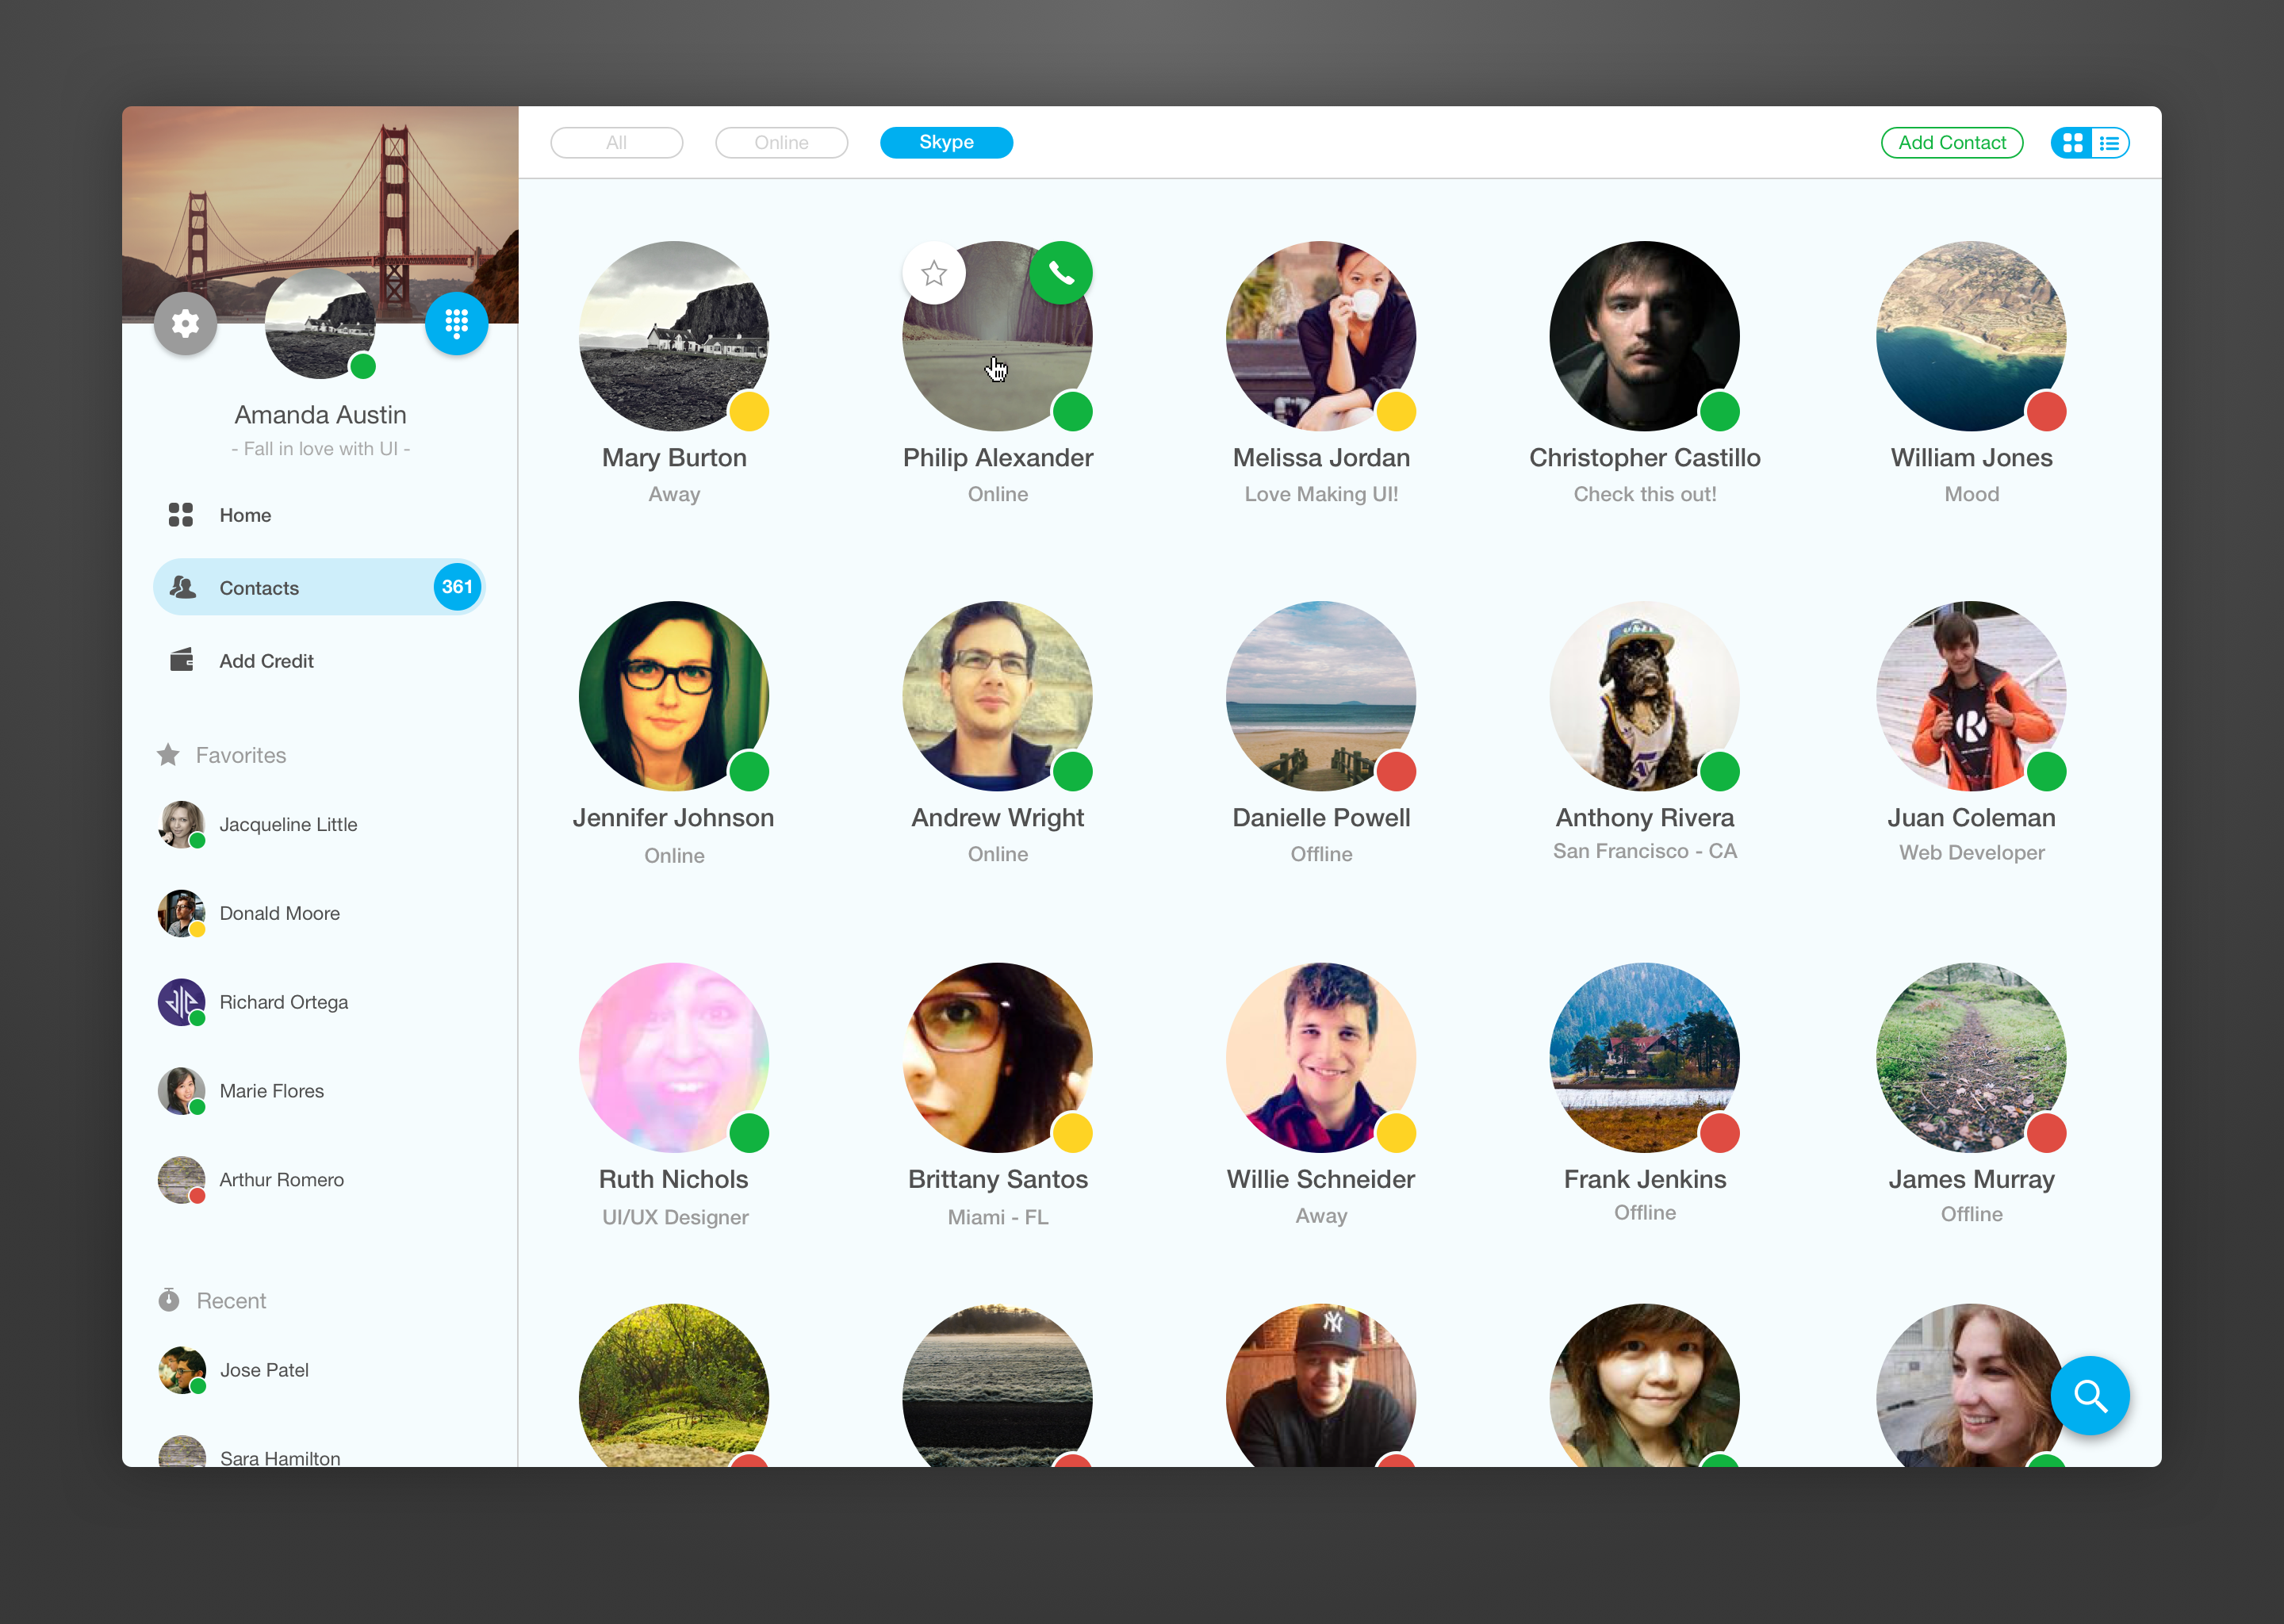 All
Online
Skype
Add Contact
Amanda Austin
- Fall in love with UI -
Home
Contacts
361
Add Credit
Favorites
Jacqueline Little
Donald Moore
Richard Ortega
Marie Flores
Arthur Romero
Recent
Jose Patel
Sara Hamilton
Mary Burton
Away
Philip Alexander
Online
Melissa Jordan
Love Making UI!
Christopher Castillo
Check this out!
William Jones
Mood
Jennifer Johnson
Online
Andrew Wright
Online
Danielle Powell
Offline
Anthony Rivera
San Francisco - CA
Juan Coleman
Web Developer
Ruth Nichols
UI/UX Designer
Brittany Santos
Miami - FL
Willie Schneider
Away
Frank Jenkins
Offline
James Murray
Offline